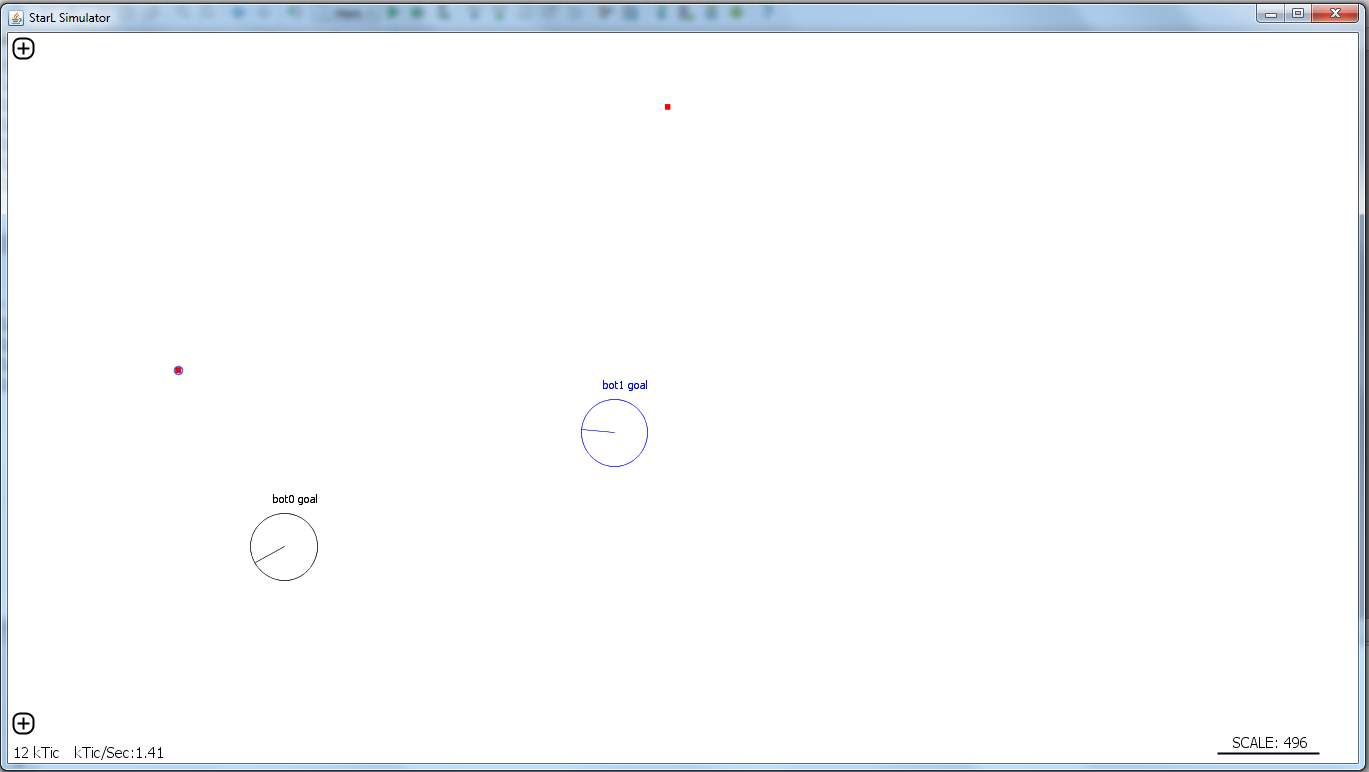 StarL Simulator
bot1 goal
bot0 goal
SCALE: 496
12 kTic kTic/Sec:1.41